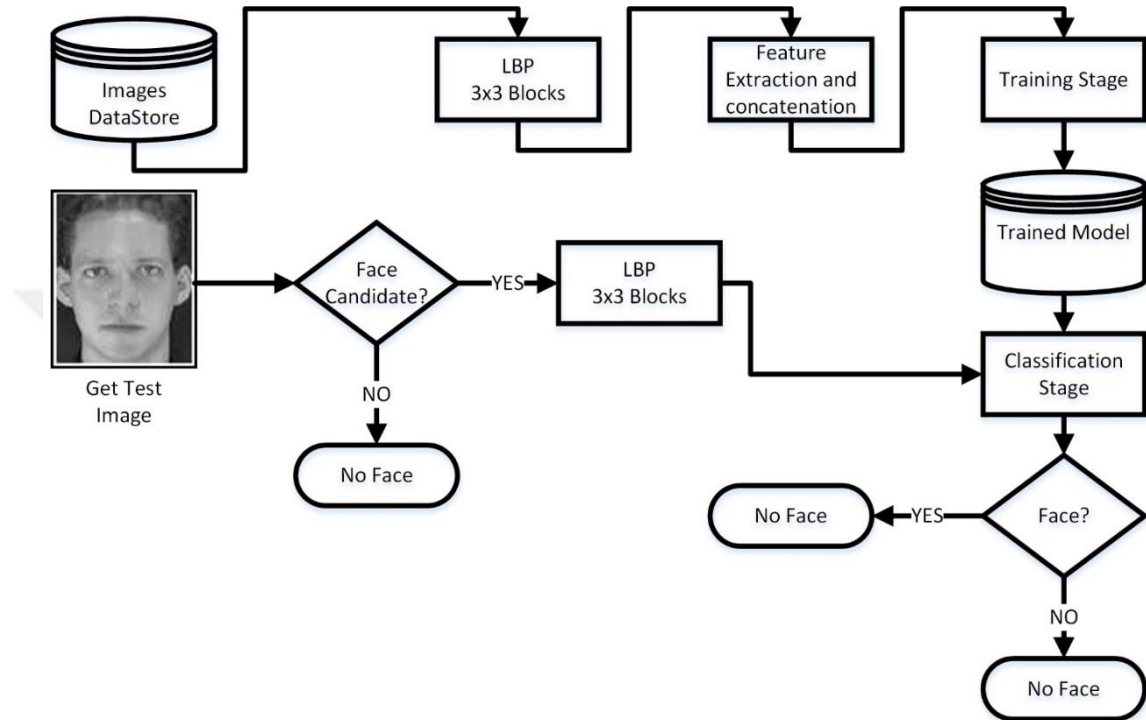 Images
DataStore
LBP
3x3 Blocks
Feature
Extraction and
concatenation
Training Stage
Trained Model
Get Test
Image
Face
Candidate?
YES
LBP
3x3 Blocks
NO
No Face
Classification
Stage
Face?
YES
No Face
NO
No Face